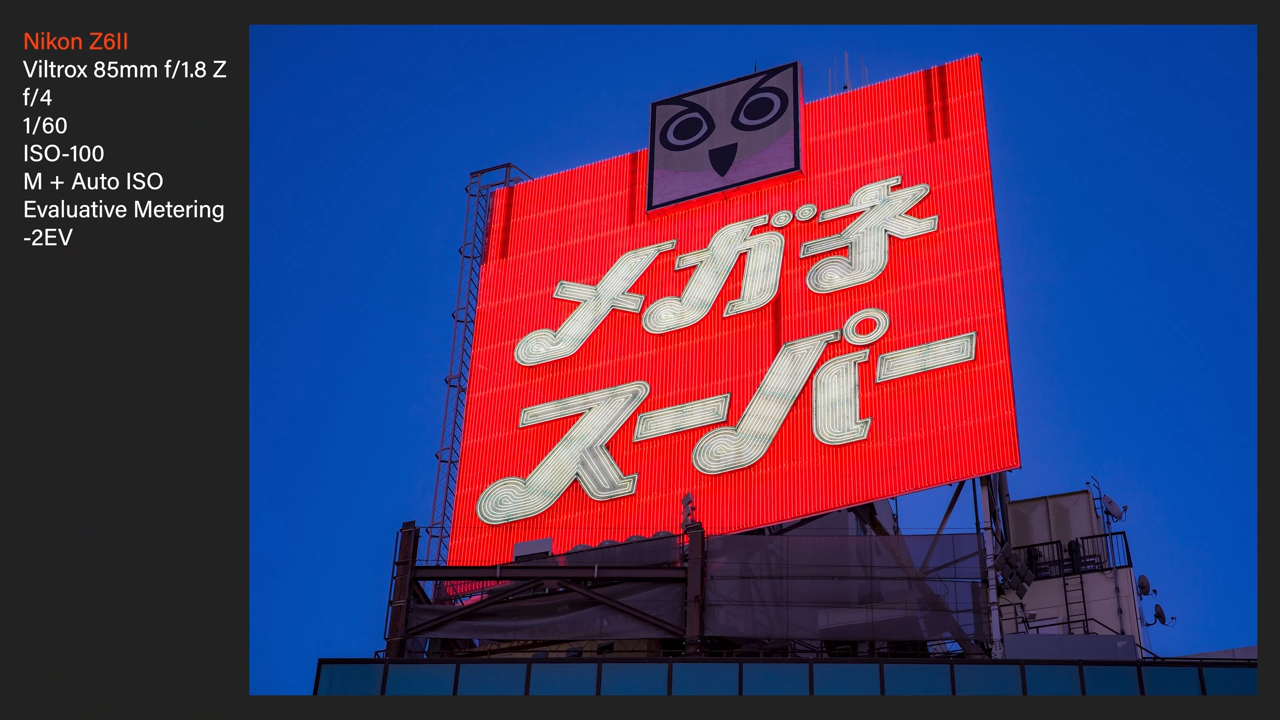 Nikon Z6II
Viltrox 85mm f/1.8 Z
f/4
1/60
ISO-100
M + Auto ISO
Evaluative Metering
-2EV
メガネ
スーパー